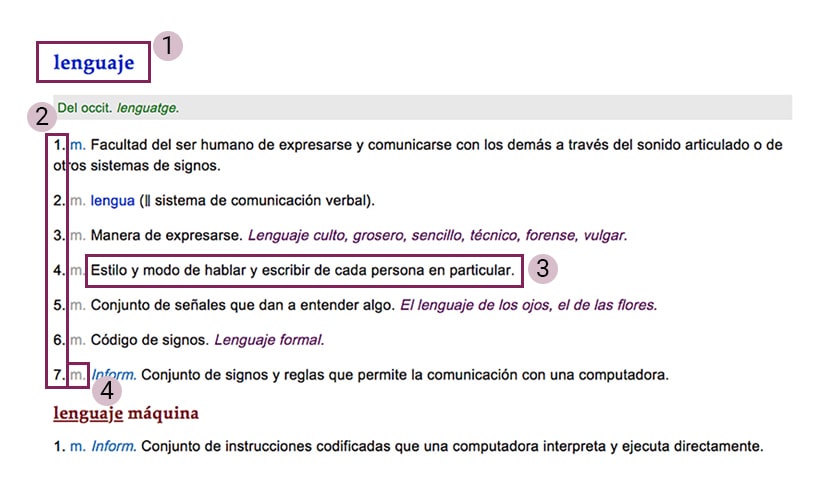 1
lenguaje
Del occit. lenguatge.
2
1. m. Facultad del ser humano de expresarse y comunicarse con los demás a través del sonido articulado o de
otros sistemas de signos.
2. m. lengua (‖ sistema de comunicación verbal).
3. m. Manera de expresarse. Lenguaje culto, grosero, sencillo, técnico, forense, vulgar.
4. m. Estilo y modo de hablar y escribir de cada persona en particular. 3
5. m. Conjunto de señales que dan a entender algo. El lenguaje de los ojos, el de las flores.
6. m. Código de signos. Lenguaje formal.
7. m. Inform. Conjunto de signos y reglas que permite la comunicación con una computadora.
4
lenguaje máquina
1. m. Inform. Conjunto de instrucciones codificadas que una computadora interpreta y ejecuta directamente.